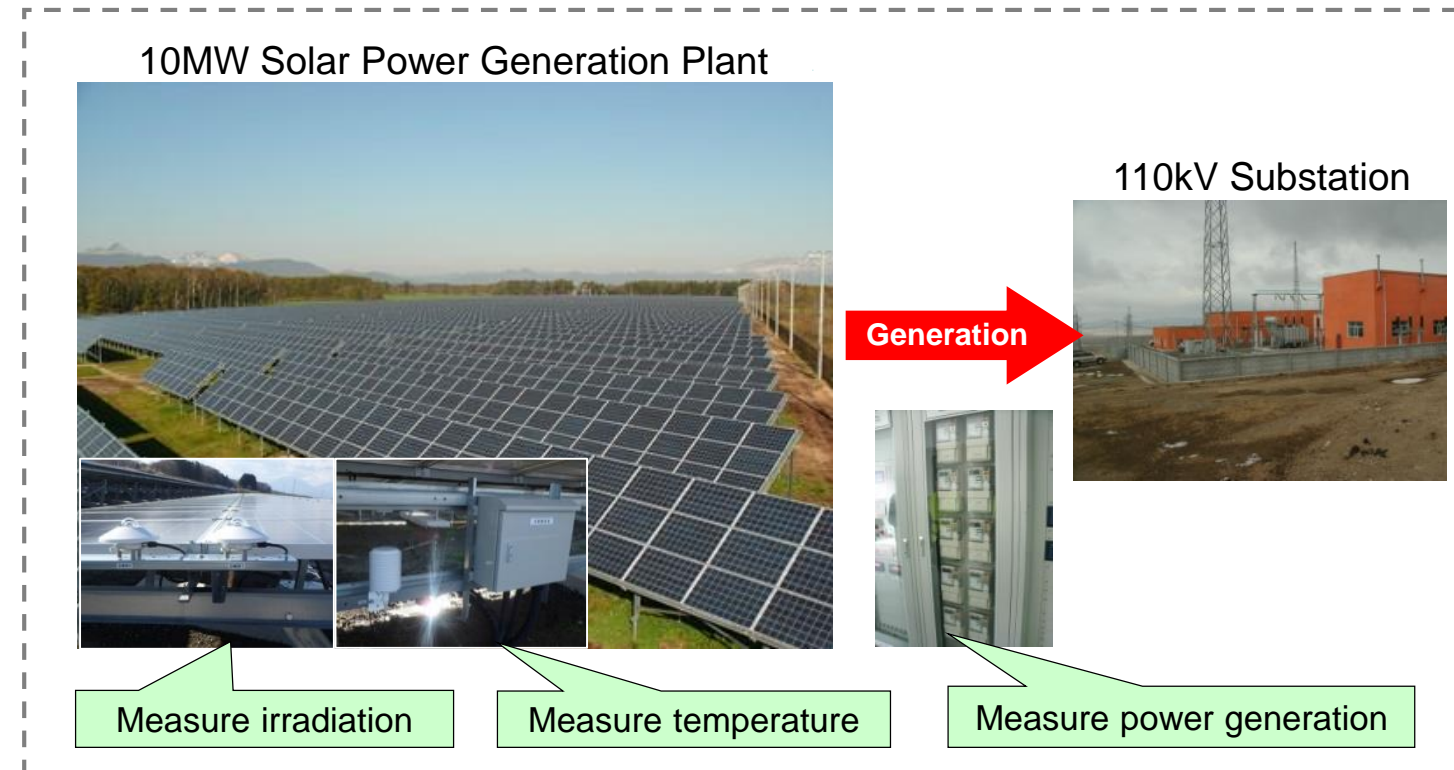 10MW Solar Power Generation Plant
110kV Substation
Generation
Measure irradiation
Measure temperature
Measure power generation